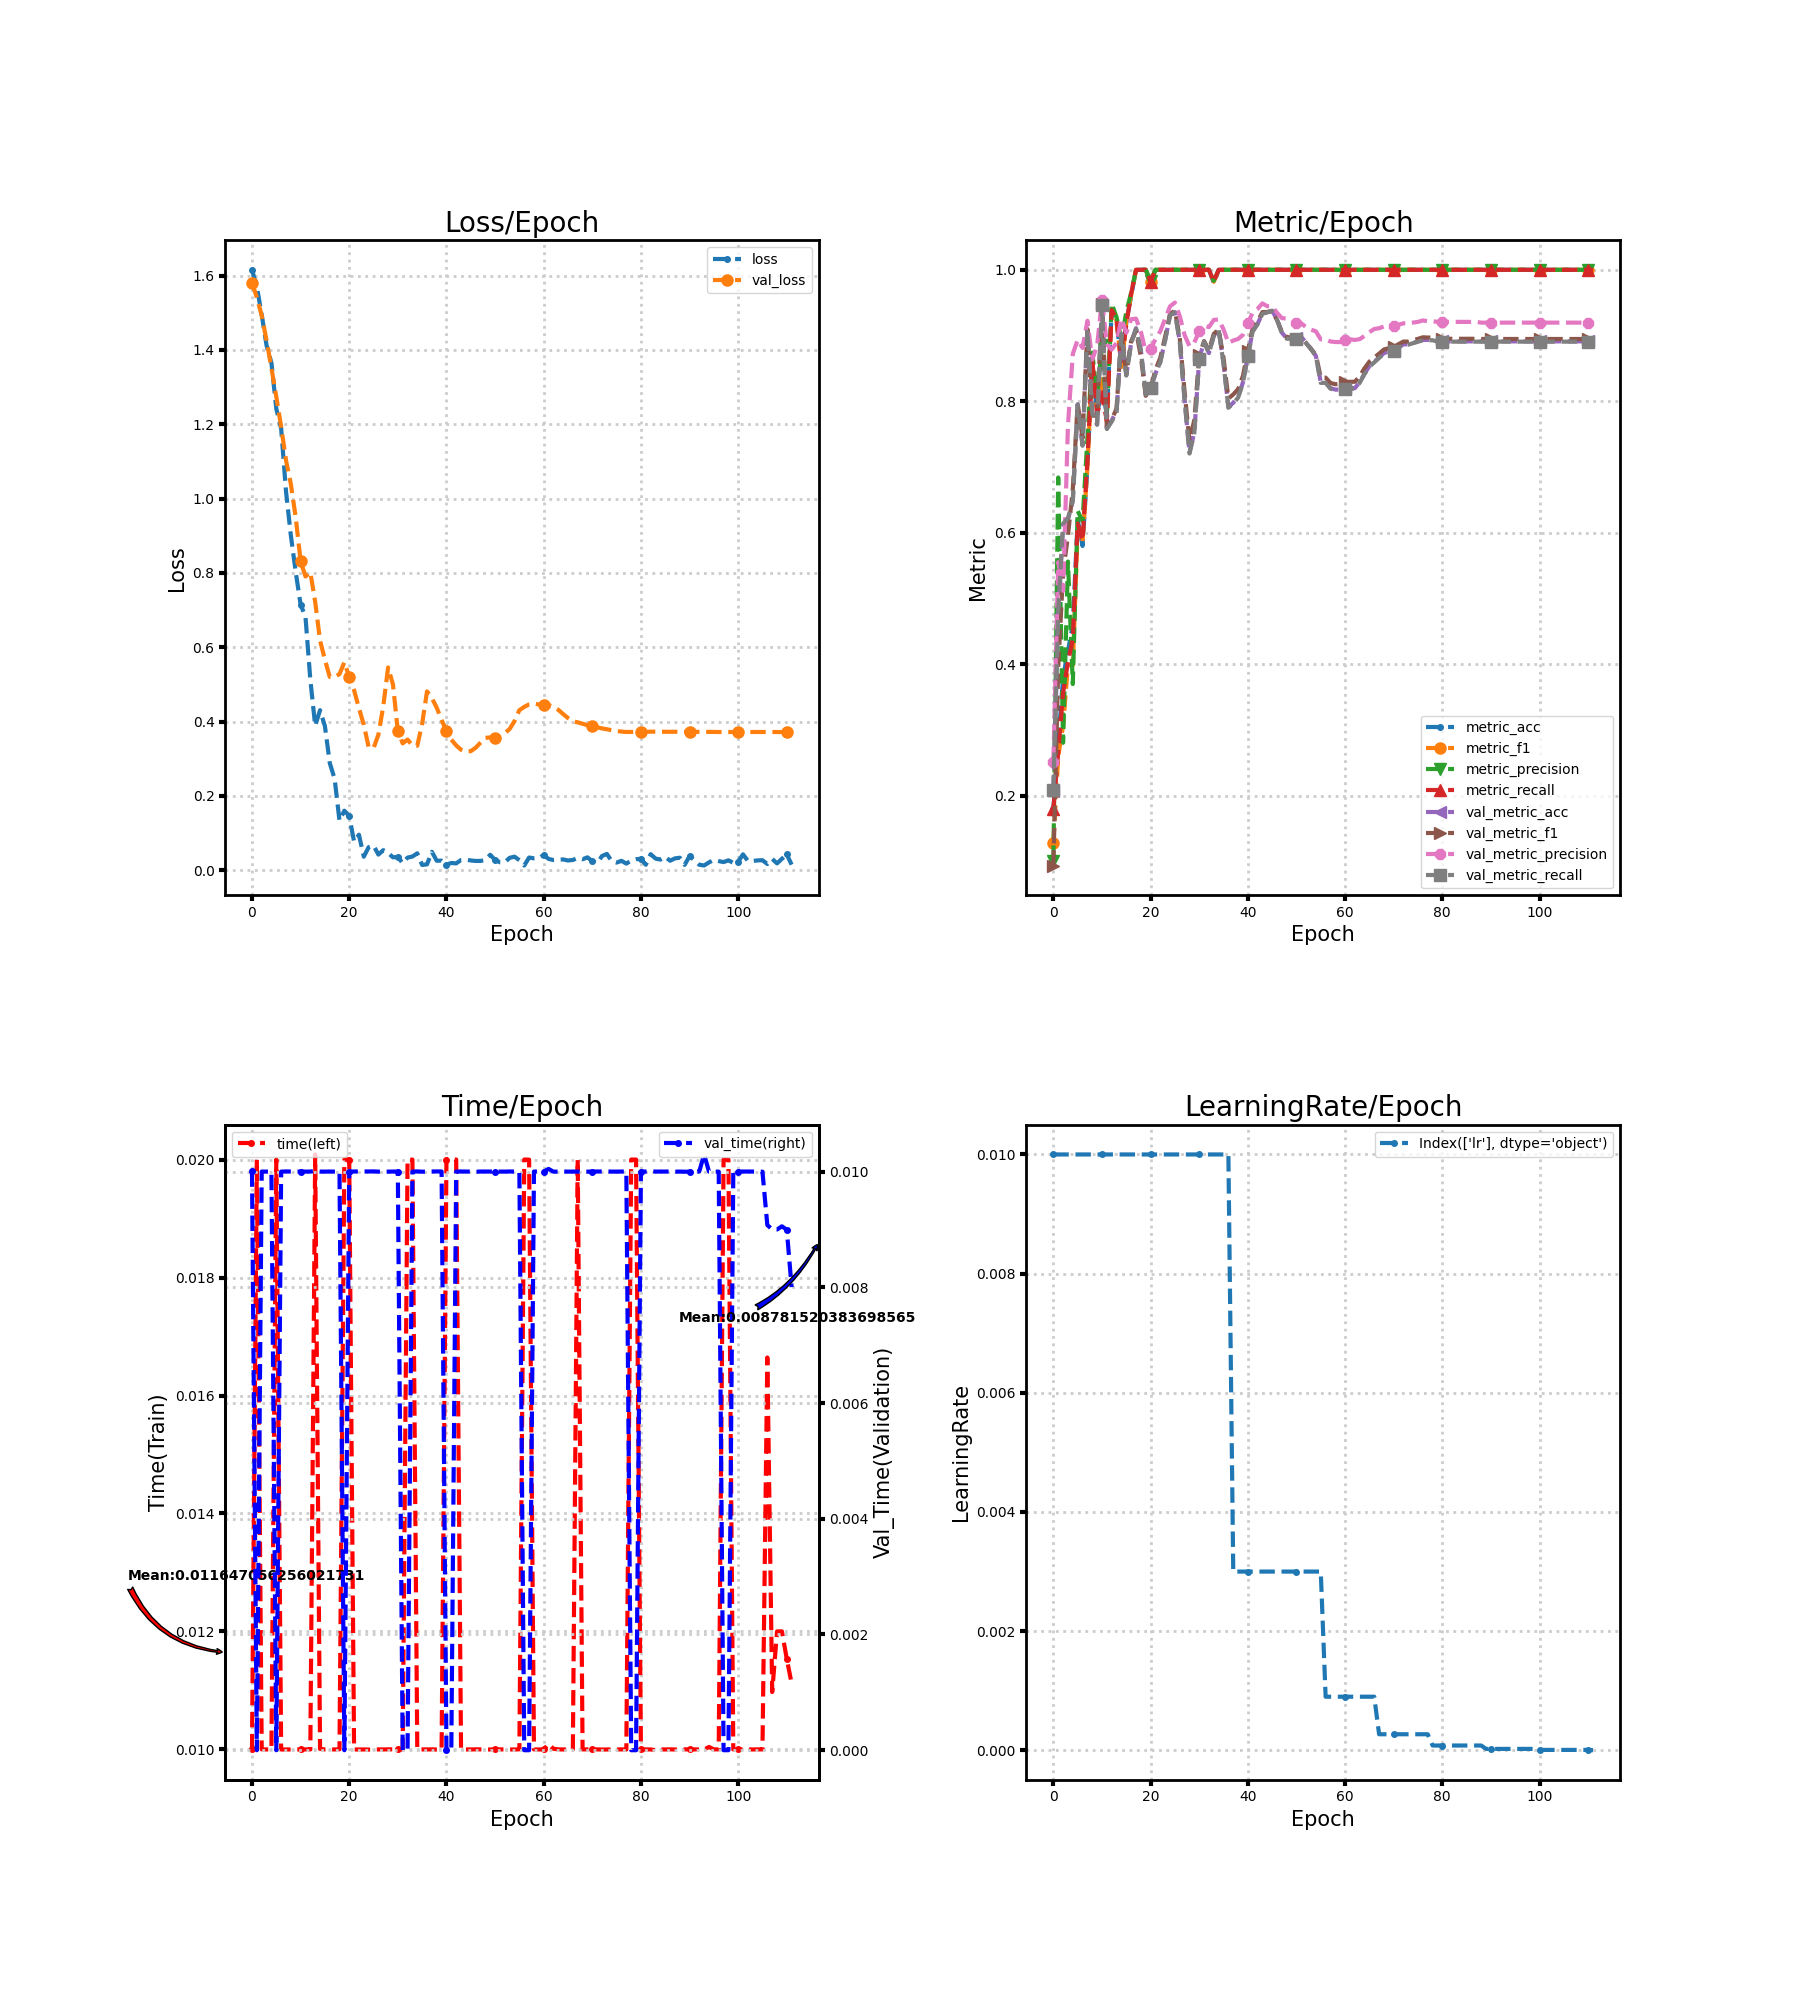 Loss/Epoch
1.6
1.4
1.2
1.0
0.8
0.6
0.4
0.2
0.0
Loss
loss
val_loss
0 20 40 60 80 100
Epoch
Metric/Epoch
1.0
0.8
0.6
0.4
0.2
Metric
metric_acc
metric_f1
metric_precision
metric_recall
val_metric_acc
val_metric_f1
val_metric_precision
val_metric_recall
0 20 40 60 80 100
Epoch
Time/Epoch
time(left)
val_time(right)
0.020
0.018
0.016
0.014
0.012
0.010
Time(Train)
Mean:0.011647056256021731
Mean:0.008781520383698565
0.010
0.008
0.006
0.004
0.002
0.000
Val_Time(Validation)
0 20 40 60 80 100
Epoch
LearningRate/Epoch
Index(['lr'], dtype='object')
0.010
0.008
0.006
0.004
0.002
0.000
LearningRate
0 20 40 60 80 100
Epoch